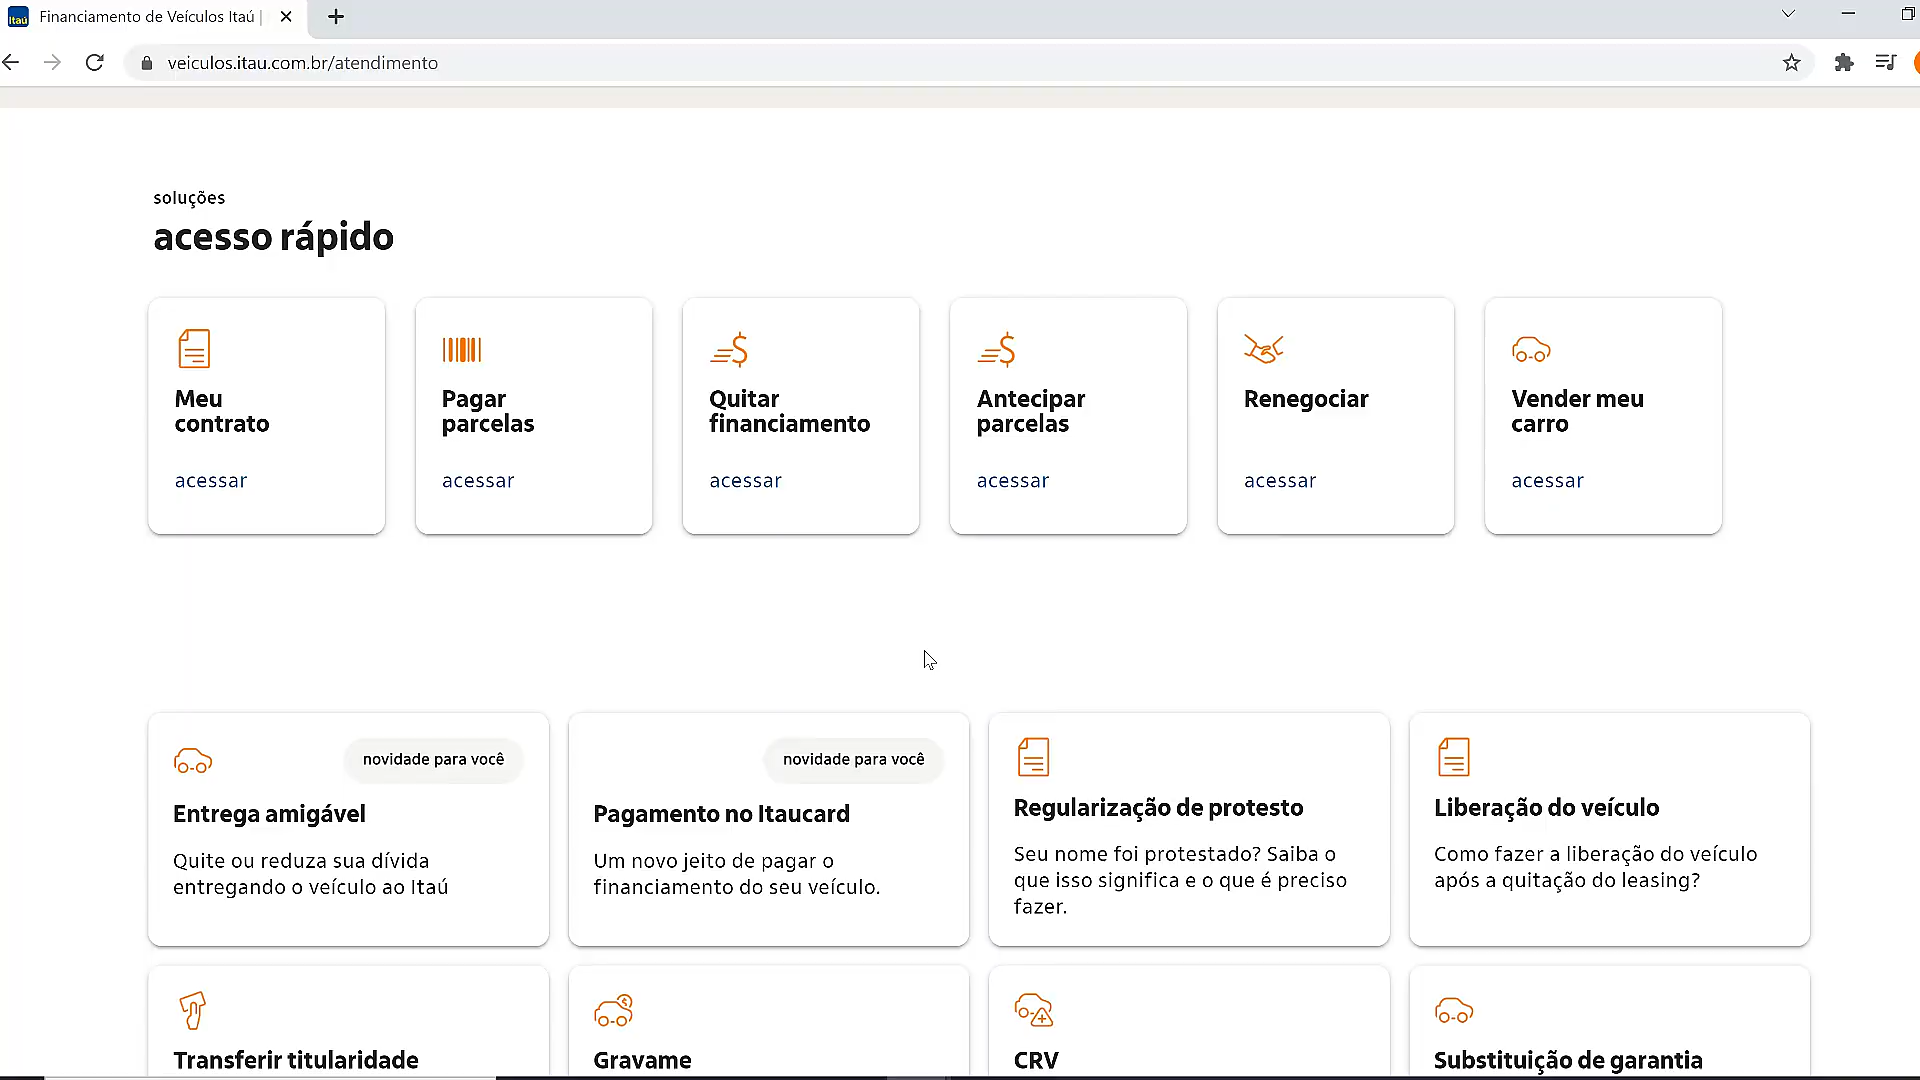 Itaú
Financiamento de Veículos Itaú |
veiculos.itau.com.br/atendimento
soluções
acesso rápido
Meu
contrato
acessar
Pagar
parcelas
acessar
Quitar
financiamento
acessar
Antecipar
parcelas
acessar
Renegociar
acessar
Vender meu
carro
acessar
novidade para você
Entrega amigável
Quite ou reduza sua dívida
entregando o veículo ao Itaú
novidade para você
Pagamento no Itaucard
Um novo jeito de pagar o
financiamento do seu veículo.
Regularização de protesto
Seu nome foi protestado? Saiba o
que isso significa e o que é preciso
fazer.
Liberação do veículo
Como fazer a liberação do veículo
após a quitação do leasing?
Transferir titularidade
Gravame
CRV
Substituição de garantia